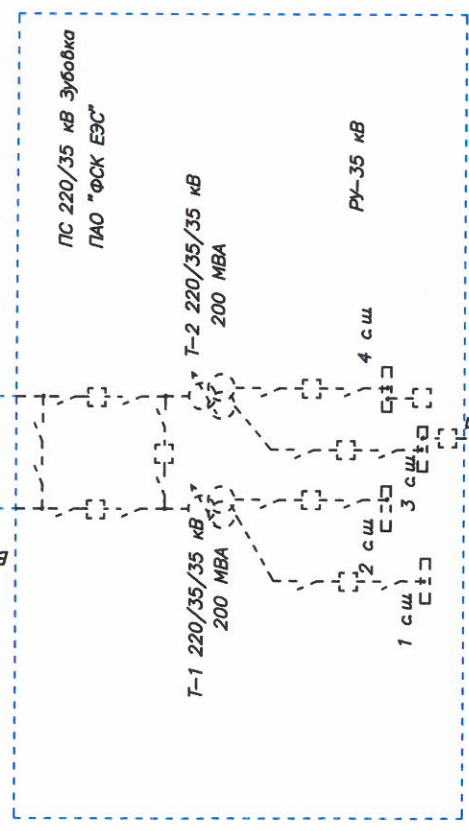 ПС 220/35 кВ Зубовка
ПАО "ФСК ЕЭС"
Т-1 220/35/35 кВ
200 МВА
Т-2 220/35/35 кВ
200 МВА
РУ-35 кВ
1 с.ш
2 с.ш
3 с.ш
4 с.ш